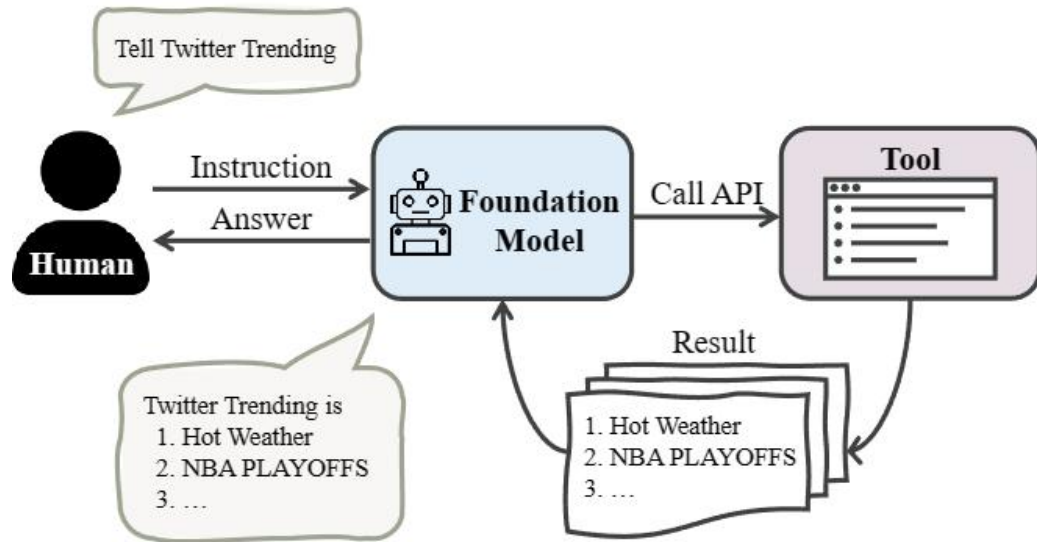 Tell Twitter Trending
Instruction
Answer
Human
Foundation
Model
Call API
Tool
Result
Twitter Trending is
1. Hot Weather
2. NBA PLAYOFFS
3. …
1. Hot Weather
2. NBA PLAYOFFS
3. …